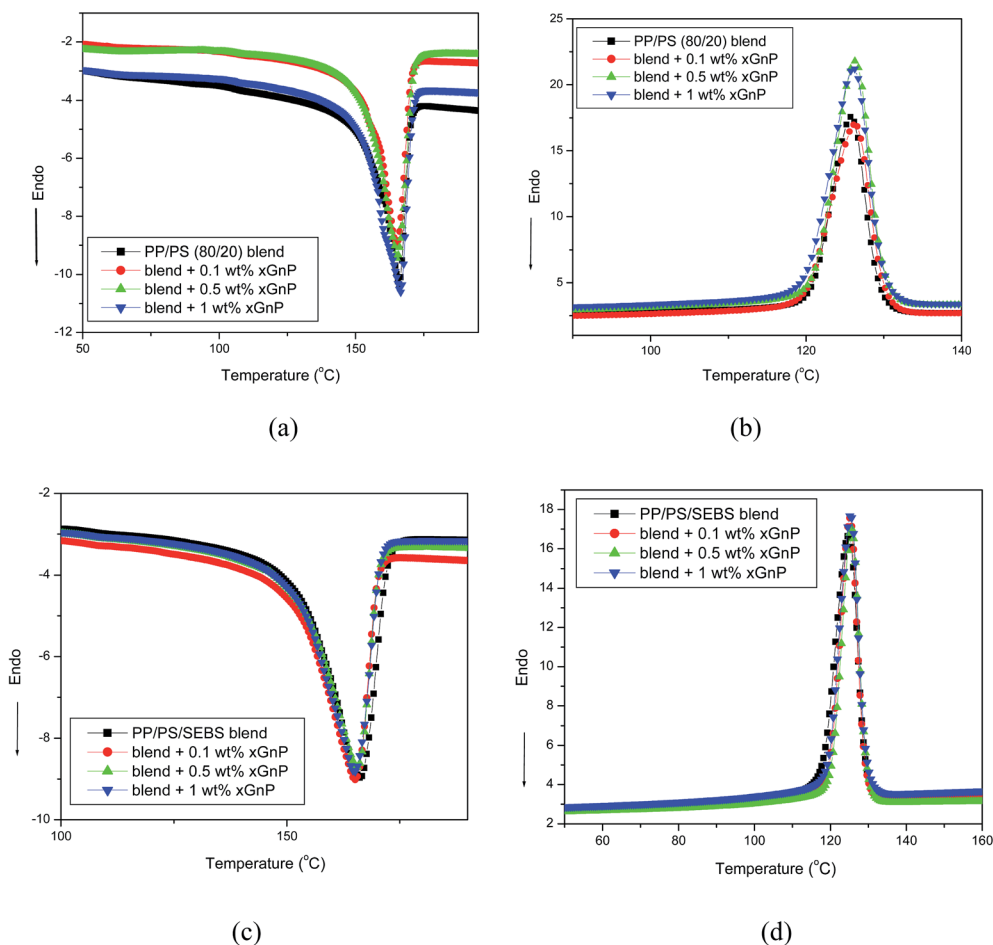 -2
-4
-6
-8
-10
-12
Endo
PP/PS (80/20) blend
blend + 0.1 wt% xGnP
blend + 0.5 wt% xGnP
blend + 1 wt% xGnP
50 100 150
Temperature (°C)
(a)
25
20
15
10
5
Endo
PP/PS (80/20) blend
blend + 0.1 wt% xGnP
blend + 0.5 wt% xGnP
blend + 1 wt% xGnP
100 120 140
Temperature (°C)
(b)
-2
-4
-6
-8
-10
Endo
PP/PS/SEBS blend
blend + 0.1 wt% xGnP
blend + 0.5 wt% xGnP
blend + 1 wt% xGnP
100 150
Temperature (°C)
(c)
18
16
14
12
10
8
6
4
2
Endo
PP/PS/SEBS blend
blend + 0.1 wt% xGnP
blend + 0.5 wt% xGnP
blend + 1 wt% xGnP
60 80 100 120 140 160
Temperature (°C)
(d)